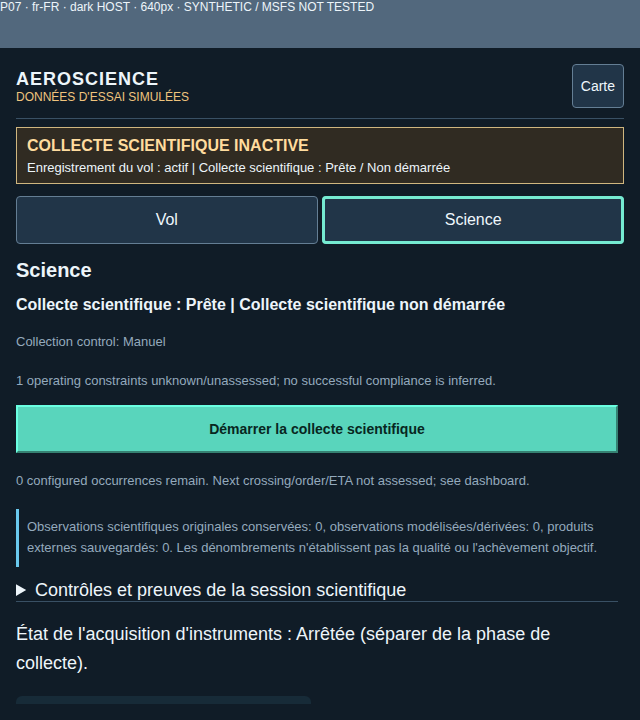 P07 · fr-FR · dark HOST · 640px · SYNTHETIC / MSFS NOT TESTED
AEROSCIENCE
DONNÉES D'ESSAI SIMULÉES
Carte
COLLECTE SCIENTIFIQUE INACTIVE
Enregistrement du vol : actif | Collecte scientifique : Prête / Non démarrée
Vol
Science
Science
Collecte scientifique : Prête | Collecte scientifique non démarrée
Collection control: Manuel
1 operating constraints unknown/unassessed; no successful compliance is inferred.
Démarrer la collecte scientifique
0 configured occurrences remain. Next crossing/order/ETA not assessed; see dashboard.
Observations scientifiques originales conservées: 0, observations modélisées/dérivées: 0, produits
externes sauvegardés: 0. Les dénombrements n'établissent pas la qualité ou l'achèvement objectif.
Contrôles et preuves de la session scientifique
État de l'acquisition d'instruments : Arrêtée (séparer de la phase de
collecte).